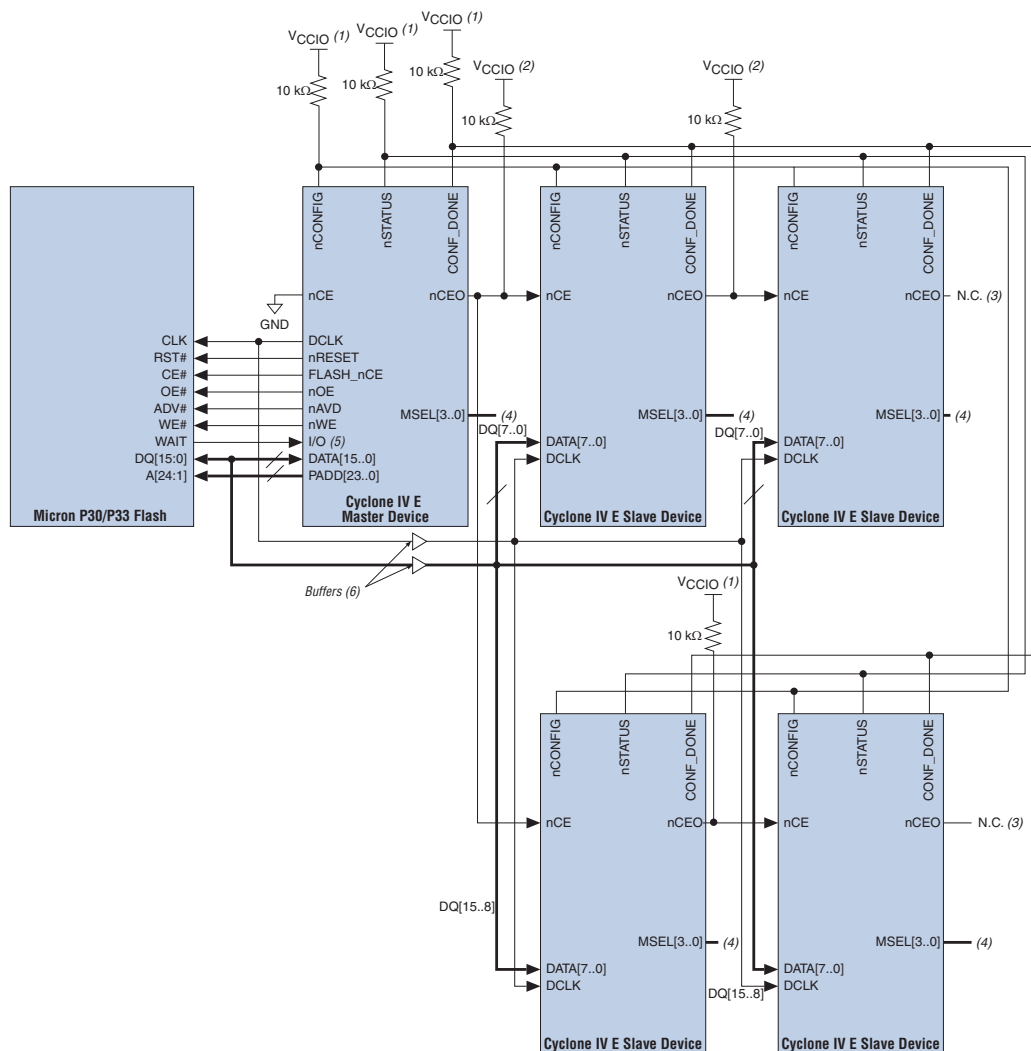 VCCIO (1)
VCCIO (1)
VCCIO (1)
VCCIO (2)
VCCIO (2)
10 kΩ
10 kΩ
10 kΩ
10 kΩ
10 kΩ
nCONFIG
nSTATUS
CONF_DONE
nCE
nCEO
GND
DCLK
nRESET
FLASH_nCE
nOE
nAVD
nWE
I/O (5)
DATA[15..0]
PADD[23..0]
MSEL[3..0]
(4)
Cyclone IV E
Master Device
CLK
RST#
CE#
OE#
ADV#
WE#
WAIT
DQ[15:0]
A[24:1]
Micron P30/P33 Flash
nCONFIG
nSTATUS
CONF_DONE
nCE
nCEO
MSEL[3..0]
(4)
DQ[7..0]
DATA[7..0]
DCLK
Cyclone IV E Slave Device
nCONFIG
nSTATUS
CONF_DONE
nCE
nCEO
N.C. (3)
MSEL[3..0]
(4)
DQ[7..0]
DATA[7..0]
DCLK
Cyclone IV E Slave Device
Buffers (6)
VCCIO (1)
10 kΩ
nCONFIG
nSTATUS
CONF_DONE
nCE
nCEO
MSEL[3..0]
(4)
DQ[15..8]
DATA[7..0]
DCLK
Cyclone IV E Slave Device
nCONFIG
nSTATUS
CONF_DONE
nCE
nCEO
N.C. (3)
MSEL[3..0]
(4)
DATA[7..0]
DQ[15..8]
DCLK
Cyclone IV E Slave Device